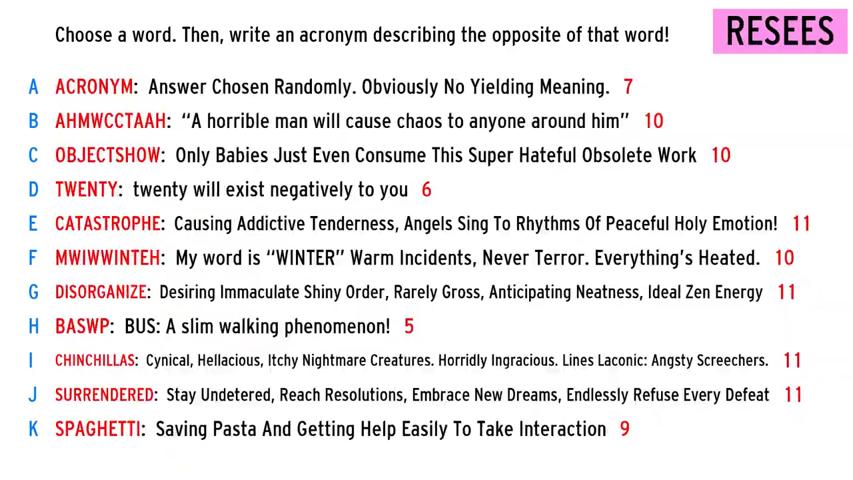 Choose a word. Then, write an acronym describing the opposite of that word!
RESEES
A ACRONYM: Answer Chosen Randomly. Obviously No Yielding Meaning. 7
B AHMWCCTAAH: “A horrible man will cause chaos to anyone around him” 10
C OBJECTSHOW: Only Babies Just Even Consume This Super Hateful Obsolete Work 10
D TWENTY: twenty will exist negatively to you 6
E CATASTROPHE: Causing Addictive Tenderness, Angels Sing To Rhythms Of Peaceful Holy Emotion! 11
F MWIWWINTEH: My word is “WINTER” Warm Incidents, Never Terror. Everything's Heated. 10
G DISORGANIZE: Desiring Immaculate Shiny Order, Rarely Gross, Anticipating Neatness, Ideal Zen Energy 11
H BASWP: BUS: A slim walking phenomenon! 5
I CHINCHILLAS: Cynical, Hellacious, Itchy Nightmare Creatures. Horridly Ingracious. Lines Laconic: Angsty Screechers. 11
J SURRENDERED: Stay Undetered, Reach Resolutions, Embrace New Dreams, Endlessly Refuse Every Defeat 11
K SPAGHETTI: Saving Pasta And Getting Help Easily To Take Interaction 9